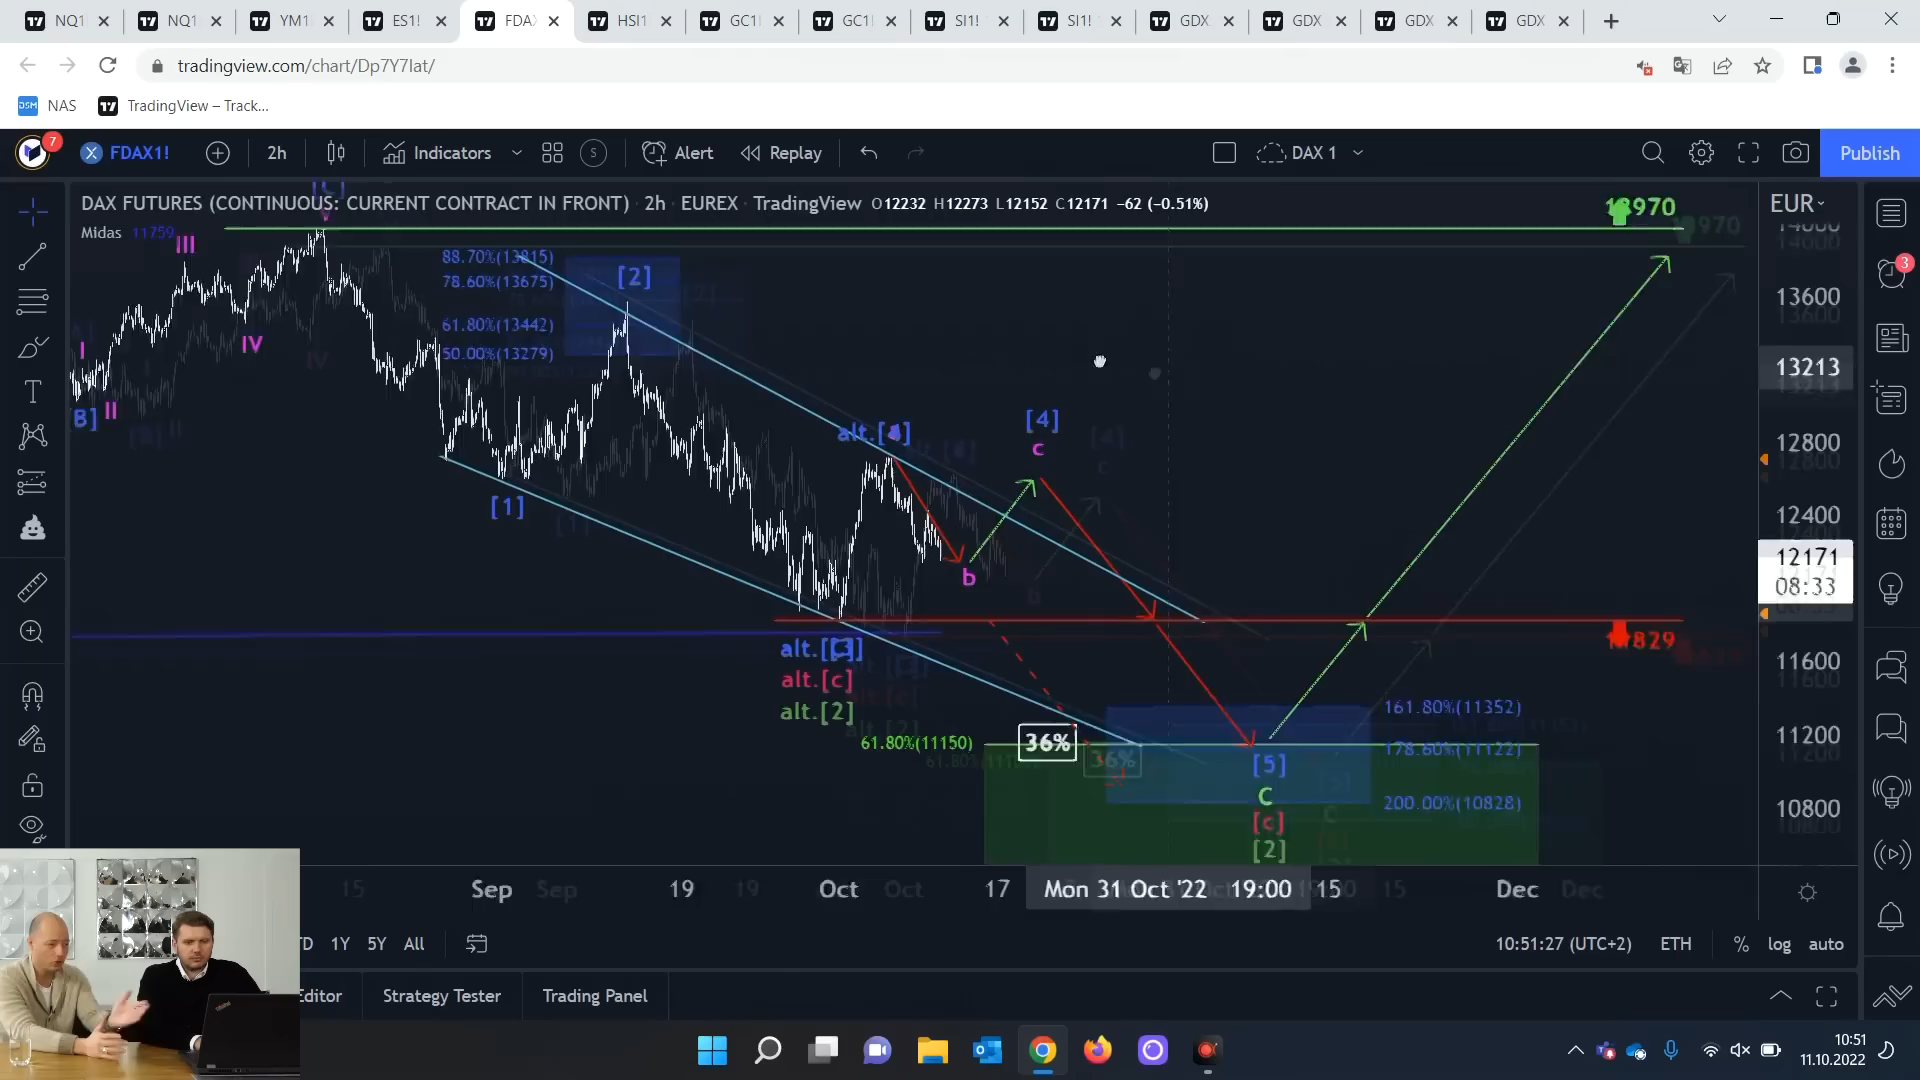 NQ1
NQ1
YM1
ES1!
FDA
HSI1
GC1
GC1
SI1!
SI1!
GDX
GDX
GDX
GDX
tradingview.com/chart/Dp7Y7Iat/
NAS
TradingView – Track...
7
FDAX1!
2h
Indicators
S
Alert
Replay
DAX 1
Publish
DAX FUTURES (CONTINUOUS: CURRENT CONTRACT IN FRONT) · 2h · EUREX · TradingView O12232 H12273 L12152 C12171 −62 (−0.51%)
EUR
Midas 11759
III
88.70%(13815)
78.60%(13675)
61.80%(13442)
50.00%(13279)
[2]
I
IV
[B]
II
13600
13213
12800
12400
12171
08:33
11600
11200
10800
3
[4]
c
[1]
b
alt.[c]
alt.[2]
61.80%(11150)
36%
161.80%(11352)
178.60%(11122)
200.00%(10828)
[5]
C
[c]
[2]
15
Sep
19
Oct
17
Mon 31 Oct '22 19:00
15
Dec
1Y
5Y
All
10:51:27 (UTC+2)
ETH
%
log
auto
Editor
Strategy Tester
Trading Panel
10:51
11.10.2022